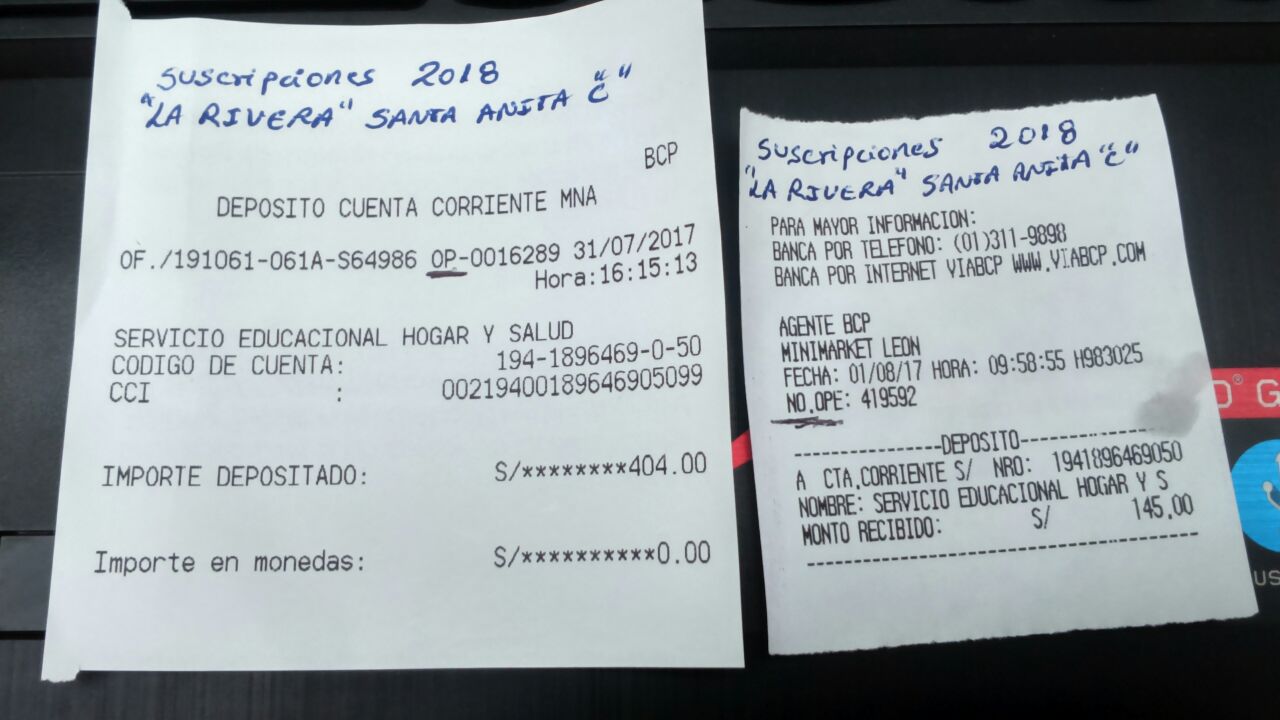 Suscripciones 2018
"LA RIVERA" SANTA ANITA "C"
BCP
DEPOSITO CUENTA CORRIENTE MNA
OF./191061-061A-S64986 OP-0016289 31/07/2017
Hora:16:15:13
SERVICIO EDUCACIONAL HOGAR Y SALUD
CODIGO DE CUENTA: 194-1896469-0-50
CCI : 00219400189646905099
IMPORTE DEPOSITADO: S/********404.00
Importe en monedas: S/**********0.00
Suscripciones 2018
"LA RIVERA" SANTA ANITA "C"
PARA MAYOR INFORMACION:
BANCA POR TELEFONO: (01)311-9898
BANCA POR INTERNET VIABCP WWW.VIABCP.COM
AGENTE BCP
MINIMARKET LEON
FECHA: 01/08/17 HORA: 09:58:55 H983025
NO.OPE: 419592
----------------DEPOSITO----------------
A CTA.CORRIENTE S/ NRO: 1941896469050
NOMBRE: SERVICIO EDUCACIONAL HOGAR Y S
MONTO RECIBIDO: S/ 145.00
----------------------------------------